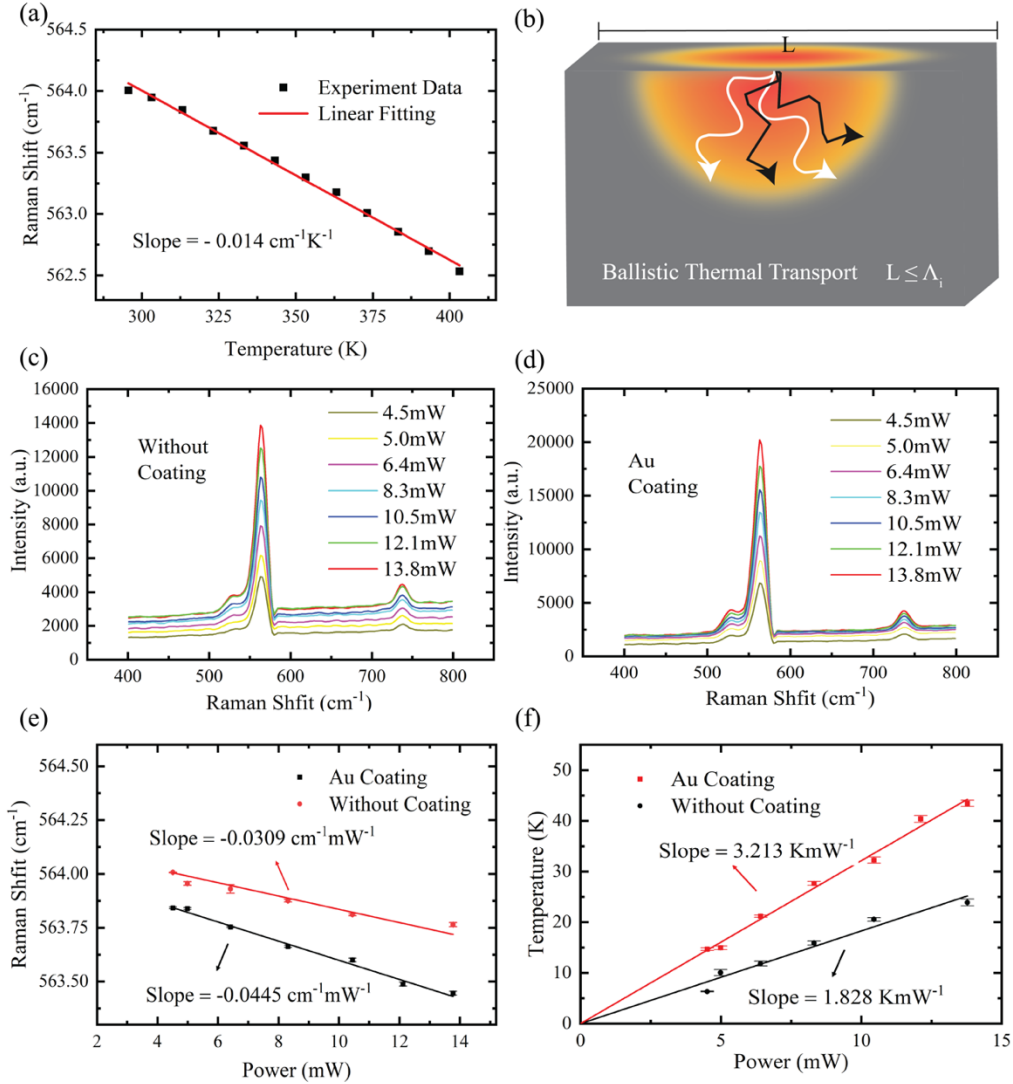 (a)
564.5
564.0
563.5
563.0
562.5
Raman Shift (cm⁻¹)
Experiment Data
Linear Fitting
Slope = - 0.014 cm⁻¹K⁻¹
300
325
350
375
400
Temperature (K)
(b)
L
Ballistic Thermal Transport L ≤ Λᵢ
(c)
16000
14000
12000
10000
8000
6000
4000
2000
0
Intensity (a.u.)
Without
Coating
4.5mW
5.0mW
6.4mW
8.3mW
10.5mW
12.1mW
13.8mW
400
500
600
700
800
Raman Shfit (cm⁻¹)
(d)
25000
20000
15000
10000
5000
0
Intensity (a.u.)
Au
Coating
4.5mW
5.0mW
6.4mW
8.3mW
10.5mW
12.1mW
13.8mW
400
500
600
700
800
Raman Shfit (cm⁻¹)
(e)
564.50
564.25
564.00
563.75
563.50
Raman Shfit (cm⁻¹)
Au Coating
Without Coating
Slope = -0.0309 cm⁻¹mW⁻¹
Slope = -0.0445 cm⁻¹mW⁻¹
2
4
6
8
10
12
14
Power (mW)
(f)
50
40
30
20
10
0
Temperature (K)
Au Coating
Without Coating
Slope = 3.213 KmW⁻¹
Slope = 1.828 KmW⁻¹
0
5
10
15
Power (mW)